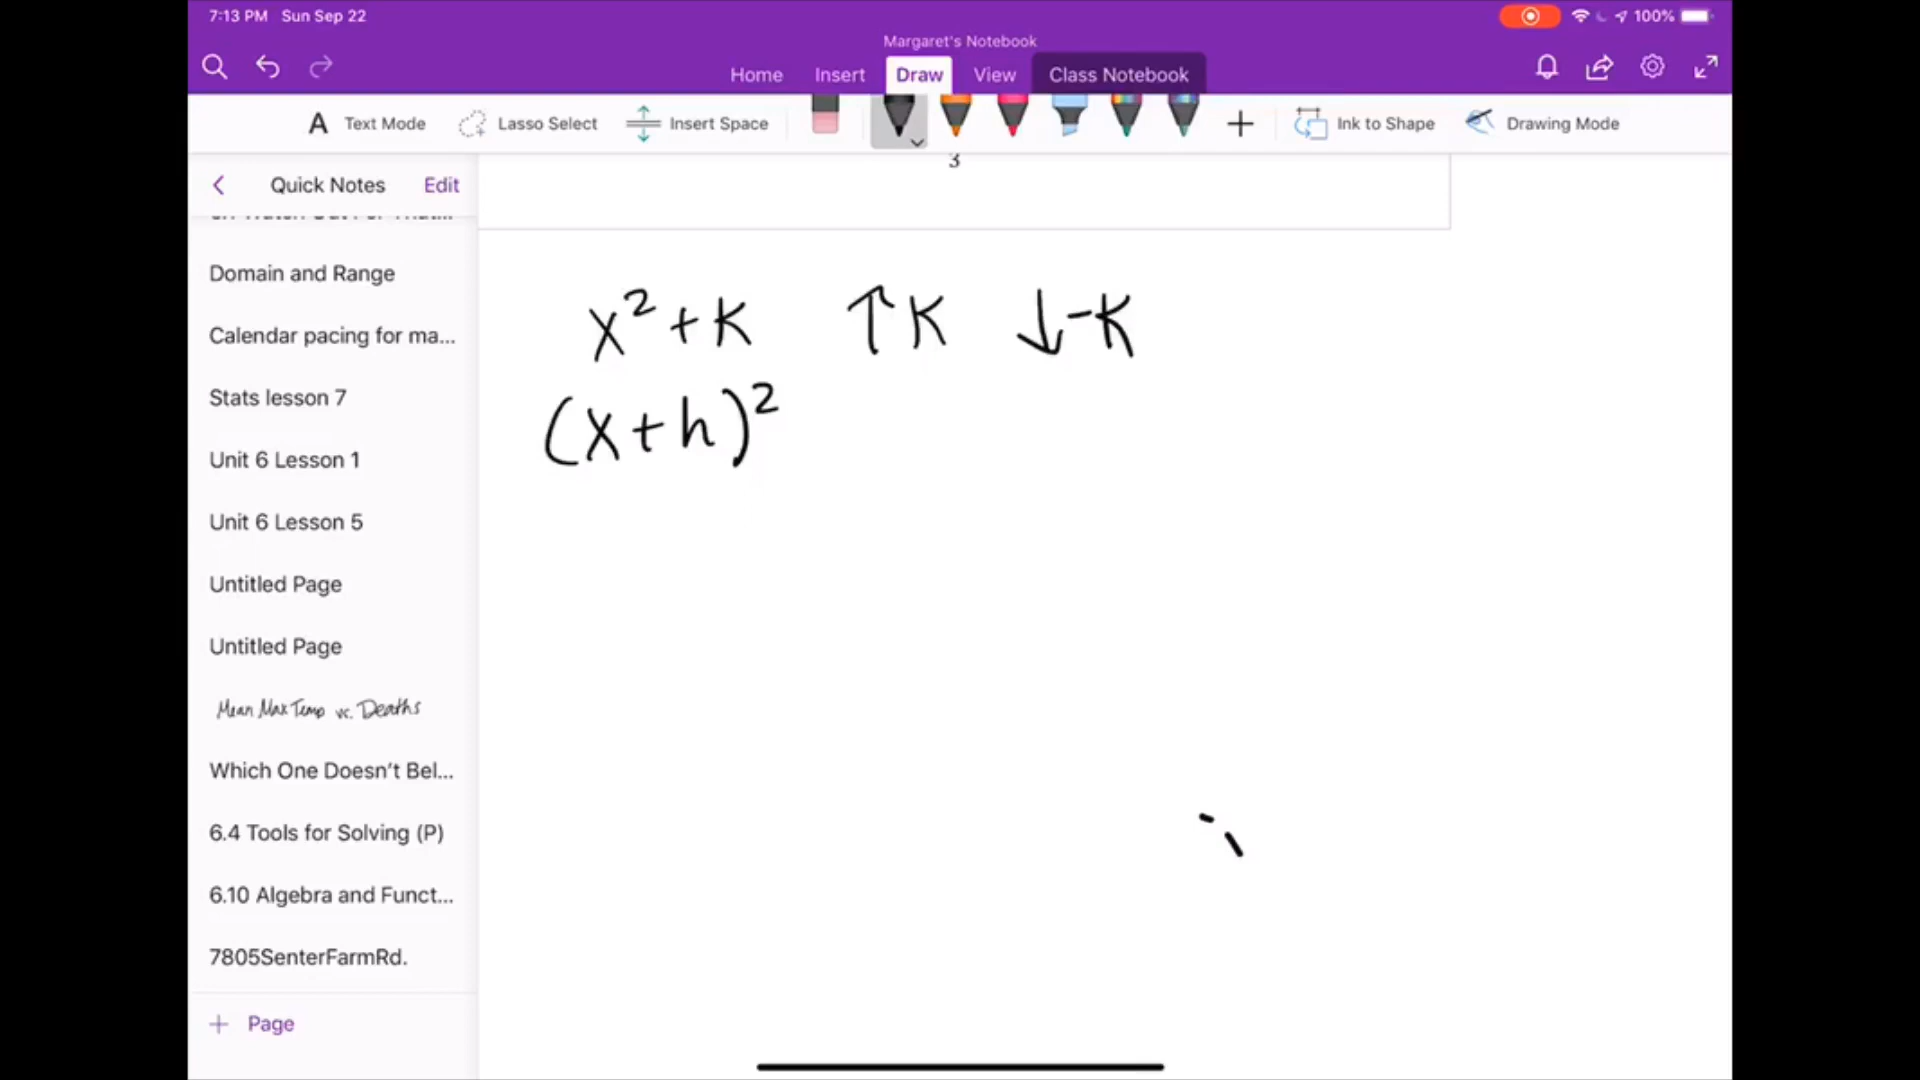 7:13 PM Sun Sep 22
100%
Margaret's Notebook
Home Insert Draw View Class Notebook
A Text Mode Lasso Select Insert Space Ink to Shape Drawing Mode
Quick Notes Edit
Domain and Range
Calendar pacing for ma...
Stats lesson 7
Unit 6 Lesson 1
Unit 6 Lesson 5
Untitled Page
Untitled Page
Mean Max Temp vs. Deaths
Which One Doesn't Bel...
6.4 Tools for Solving (P)
6.10 Algebra and Funct...
7805SenterFarmRd.
+ Page
3
x² + K ↑K ↓-K
(x+h)²